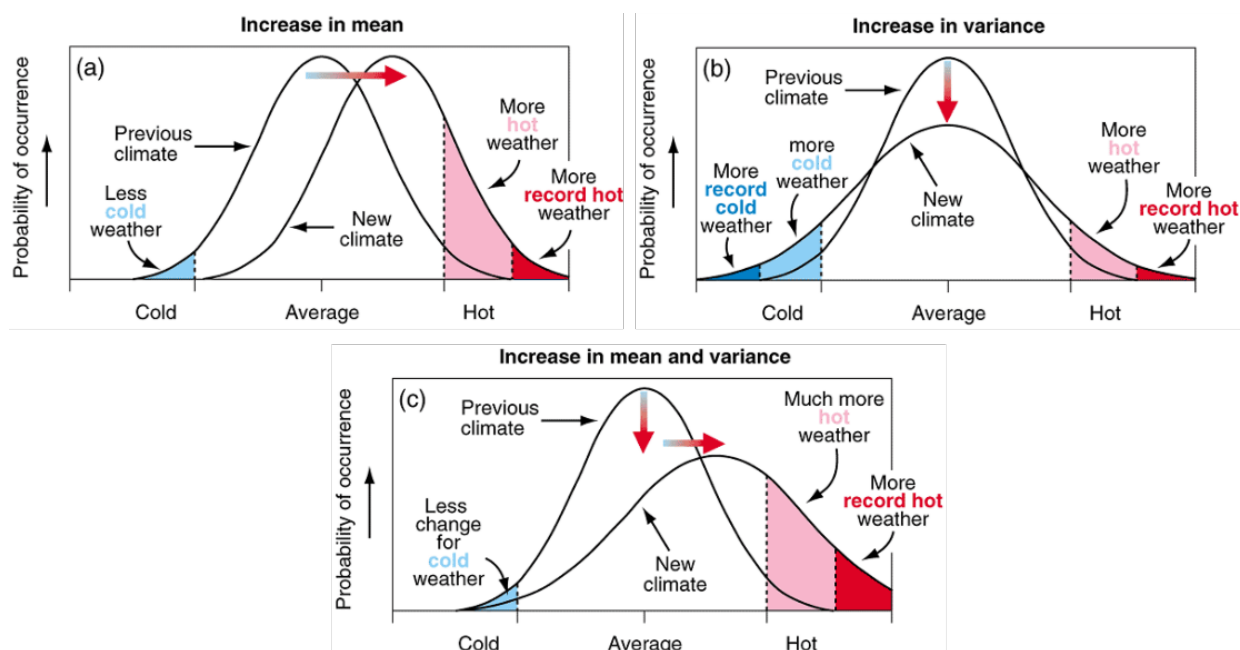 Increase in mean
(a)
Probability of occurrence
Previous
climate
Less
cold
weather
New
climate
More
hot
weather
More
record hot
weather
Cold
Average
Hot
Increase in variance
(b)
Probability of occurrence
Previous
climate
more
cold
weather
More
record
cold
weather
New
climate
More
hot
weather
More
record hot
weather
Cold
Average
Hot
Increase in mean and variance
(c)
Probability of occurrence
Previous
climate
Less
change
for
cold
weather
New
climate
Much more
hot
weather
More
record hot
weather
Cold
Average
Hot